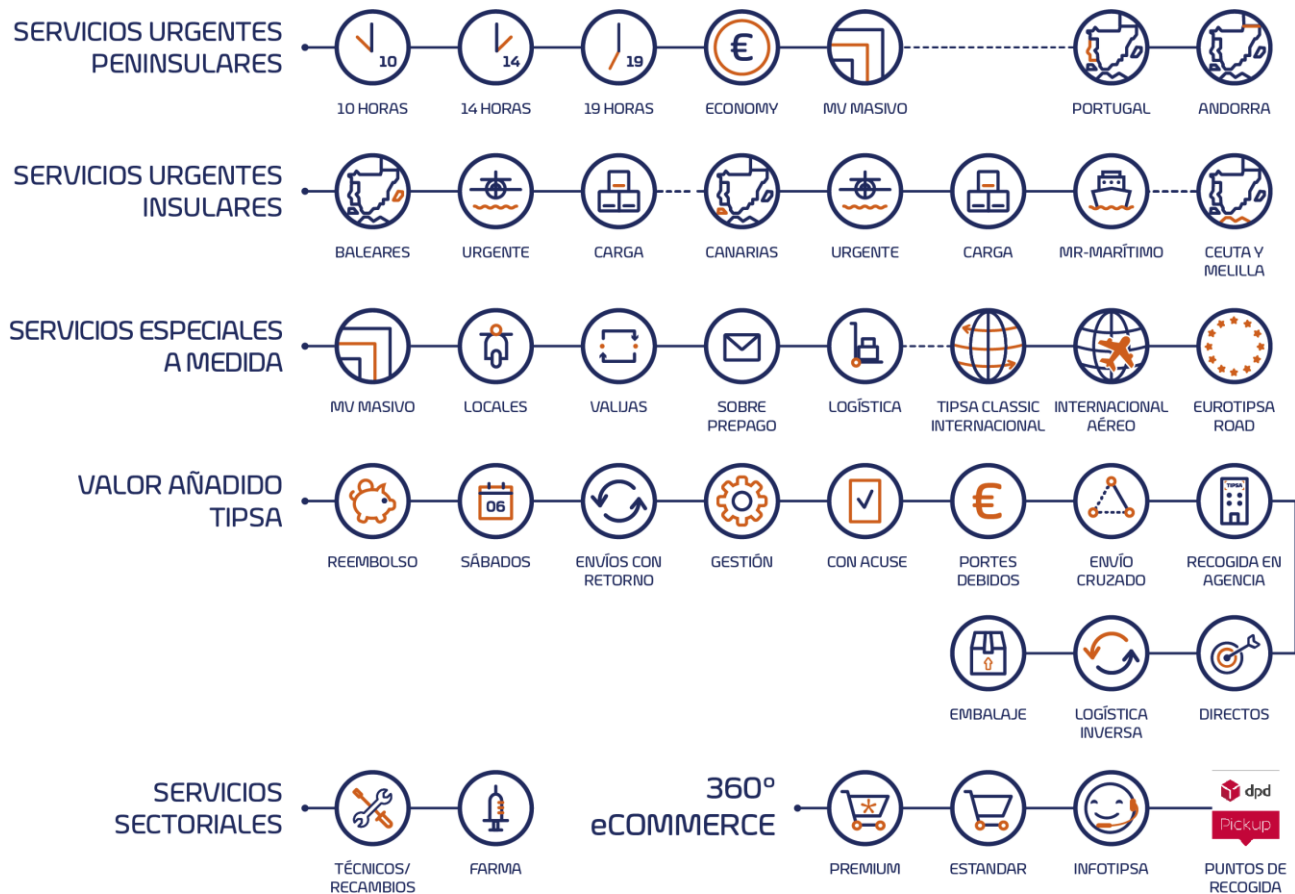 SERVICIOS URGENTES
PENINSULARES
10
14
19
€
10 HORAS
14 HORAS
19 HORAS
ECONOMY
MV MASIVO
PORTUGAL
ANDORRA
SERVICIOS URGENTES
INSULARES
BALEARES
URGENTE
CARGA
CANARIAS
URGENTE
CARGA
MR-MARÍTIMO
CEUTA Y
MELILLA
SERVICIOS ESPECIALES
A MEDIDA
MV MASIVO
LOCALES
VALIJAS
SOBRE
PREPAGO
LOGÍSTICA
TIPSA CLASSIC
INTERNACIONAL
INTERNACIONAL
AÉREO
EUROTIPSA
ROAD
VALOR AÑADIDO
TIPSA
06
€
TIPSA
REEMBOLSO
SÁBADOS
ENVÍOS CON
RETORNO
GESTIÓN
CON ACUSE
PORTES
DEBIDOS
ENVÍO
CRUZADO
RECOGIDA EN
AGENCIA
EMBALAJE
LOGÍSTICA
INVERSA
DIRECTOS
SERVICIOS
SECTORIALES
TÉCNICOS/
RECAMBIOS
FARMA
360º
eCOMMERCE
dpd
Pickup
PREMIUM
ESTANDAR
INFOTIPSA
PUNTOS DE
RECOGIDA